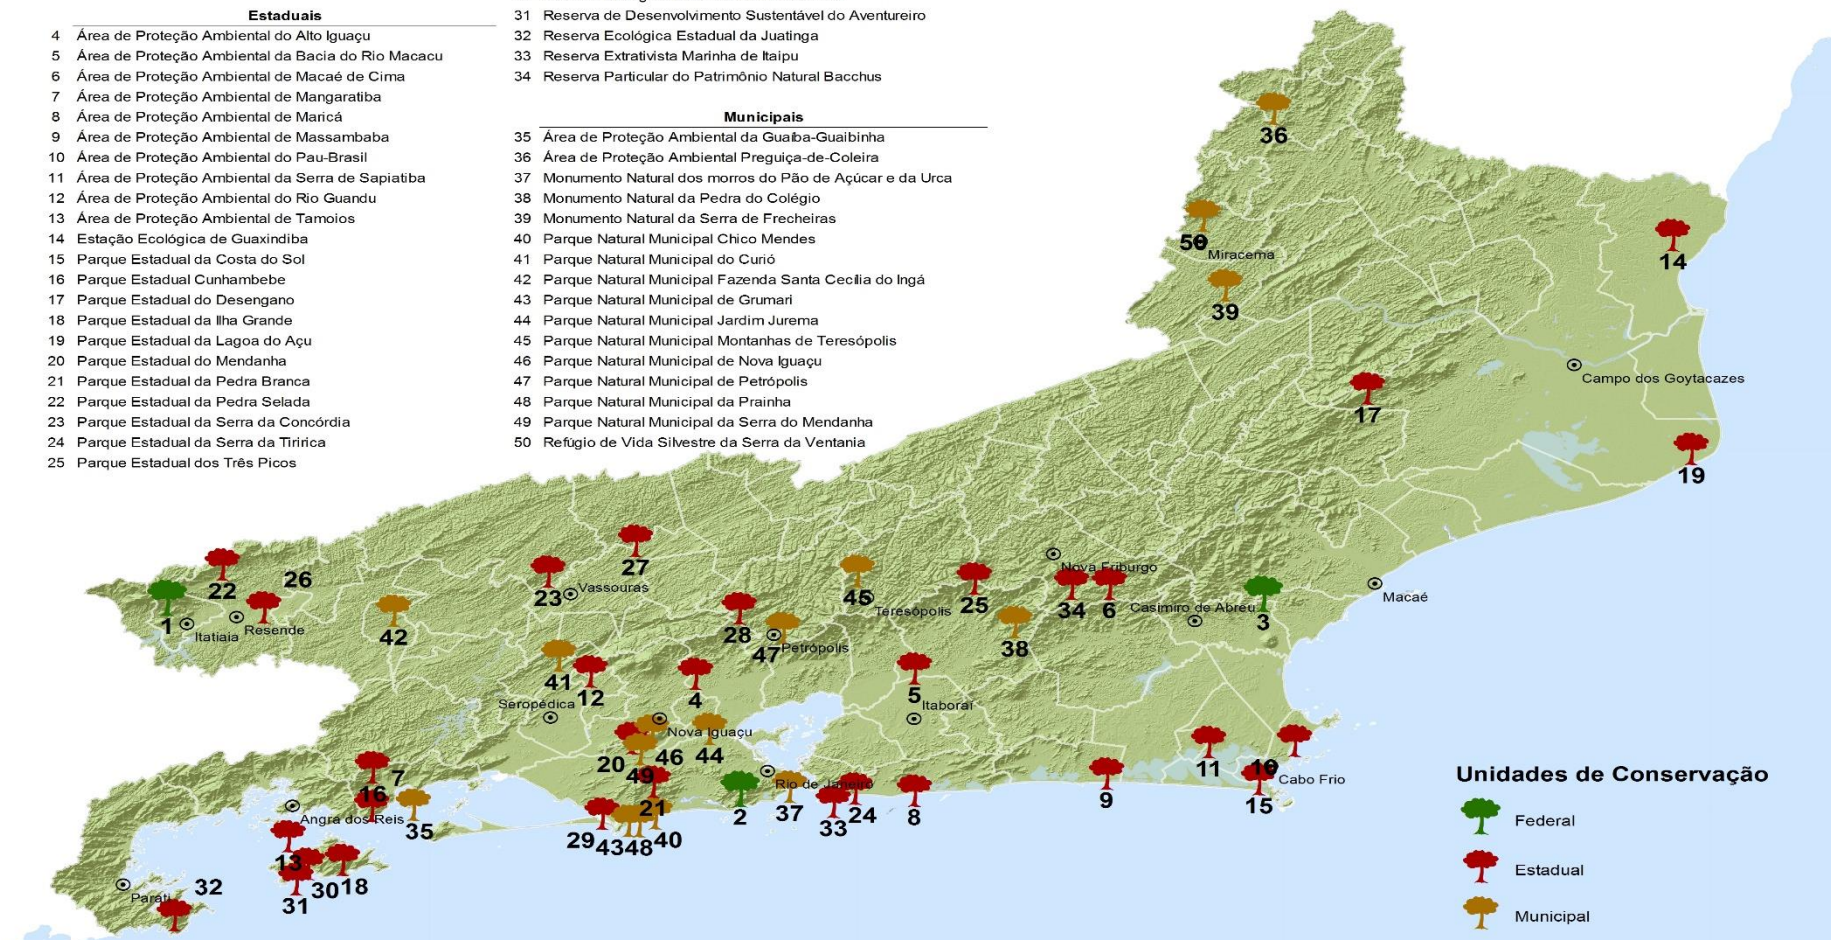 Estaduais
4 Área de Proteção Ambiental do Alto Iguaçu
5 Área de Proteção Ambiental da Bacia do Rio Macacu
6 Área de Proteção Ambiental de Macaé de Cima
7 Área de Proteção Ambiental de Mangaratiba
8 Área de Proteção Ambiental de Maricá
9 Área de Proteção Ambiental de Massambaba
10 Área de Proteção Ambiental do Pau-Brasil
11 Área de Proteção Ambiental da Serra de Sapiatiba
12 Área de Proteção Ambiental do Rio Guandu
13 Área de Proteção Ambiental de Tamoios
14 Estação Ecológica de Guaxindiba
15 Parque Estadual da Costa do Sol
16 Parque Estadual Cunhambebe
17 Parque Estadual do Desengano
18 Parque Estadual da Ilha Grande
19 Parque Estadual da Lagoa do Açu
20 Parque Estadual do Mendanha
21 Parque Estadual da Pedra Branca
22 Parque Estadual da Pedra Selada
23 Parque Estadual da Serra da Concórdia
24 Parque Estadual da Serra da Tiririca
25 Parque Estadual dos Três Picos
31 Reserva de Desenvolvimento Sustentável do Aventureiro
32 Reserva Ecológica Estadual da Juatinga
33 Reserva Extrativista Marinha de Itaipu
34 Reserva Particular do Patrimônio Natural Bacchus
Municipais
35 Área de Proteção Ambiental da Guaíba-Guaibinha
36 Área de Proteção Ambiental Preguiça-de-Coleira
37 Monumento Natural dos morros do Pão de Açúcar e da Urca
38 Monumento Natural da Pedra do Colégio
39 Monumento Natural da Serra de Frecheiras
40 Parque Natural Municipal Chico Mendes
41 Parque Natural Municipal do Curió
42 Parque Natural Municipal Fazenda Santa Cecília do Ingá
43 Parque Natural Municipal de Grumari
44 Parque Natural Municipal Jardim Jurema
45 Parque Natural Municipal Montanhas de Teresópolis
46 Parque Natural Municipal de Nova Iguaçu
47 Parque Natural Municipal de Petrópolis
48 Parque Natural Municipal da Prainha
49 Parque Natural Municipal da Serra do Mendanha
50 Refúgio de Vida Silvestre da Serra da Ventania
36
50
Miracema
14
39
Campo dos Goytacazes
17
19
27
26
22
23
Vassouras
Nova Friburgo
45
Teresópolis
25
34
6
Casimiro de Abreu
3
Macaé
1
Itatiaia
Resende
42
28
47
Petrópolis
38
41
12
4
5
Itaboraí
Seropédica
Nova Iguaçu
20
49
46
44
7
16
Angra dos Reis
35
21
2
Rio de Janeiro
37
33
24
8
9
11
10
Cabo Frio
15
29
43
48
40
13
30
18
31
32
Parati
Unidades de Conservação
Federal
Estadual
Municipal